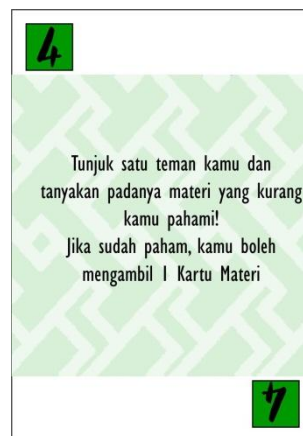 4
Tunjuk satu teman kamu dan
tanyakan padanya materi yang kurang
kamu pahami!
Jika sudah paham, kamu boleh
mengambil 1 Kartu Materi
4